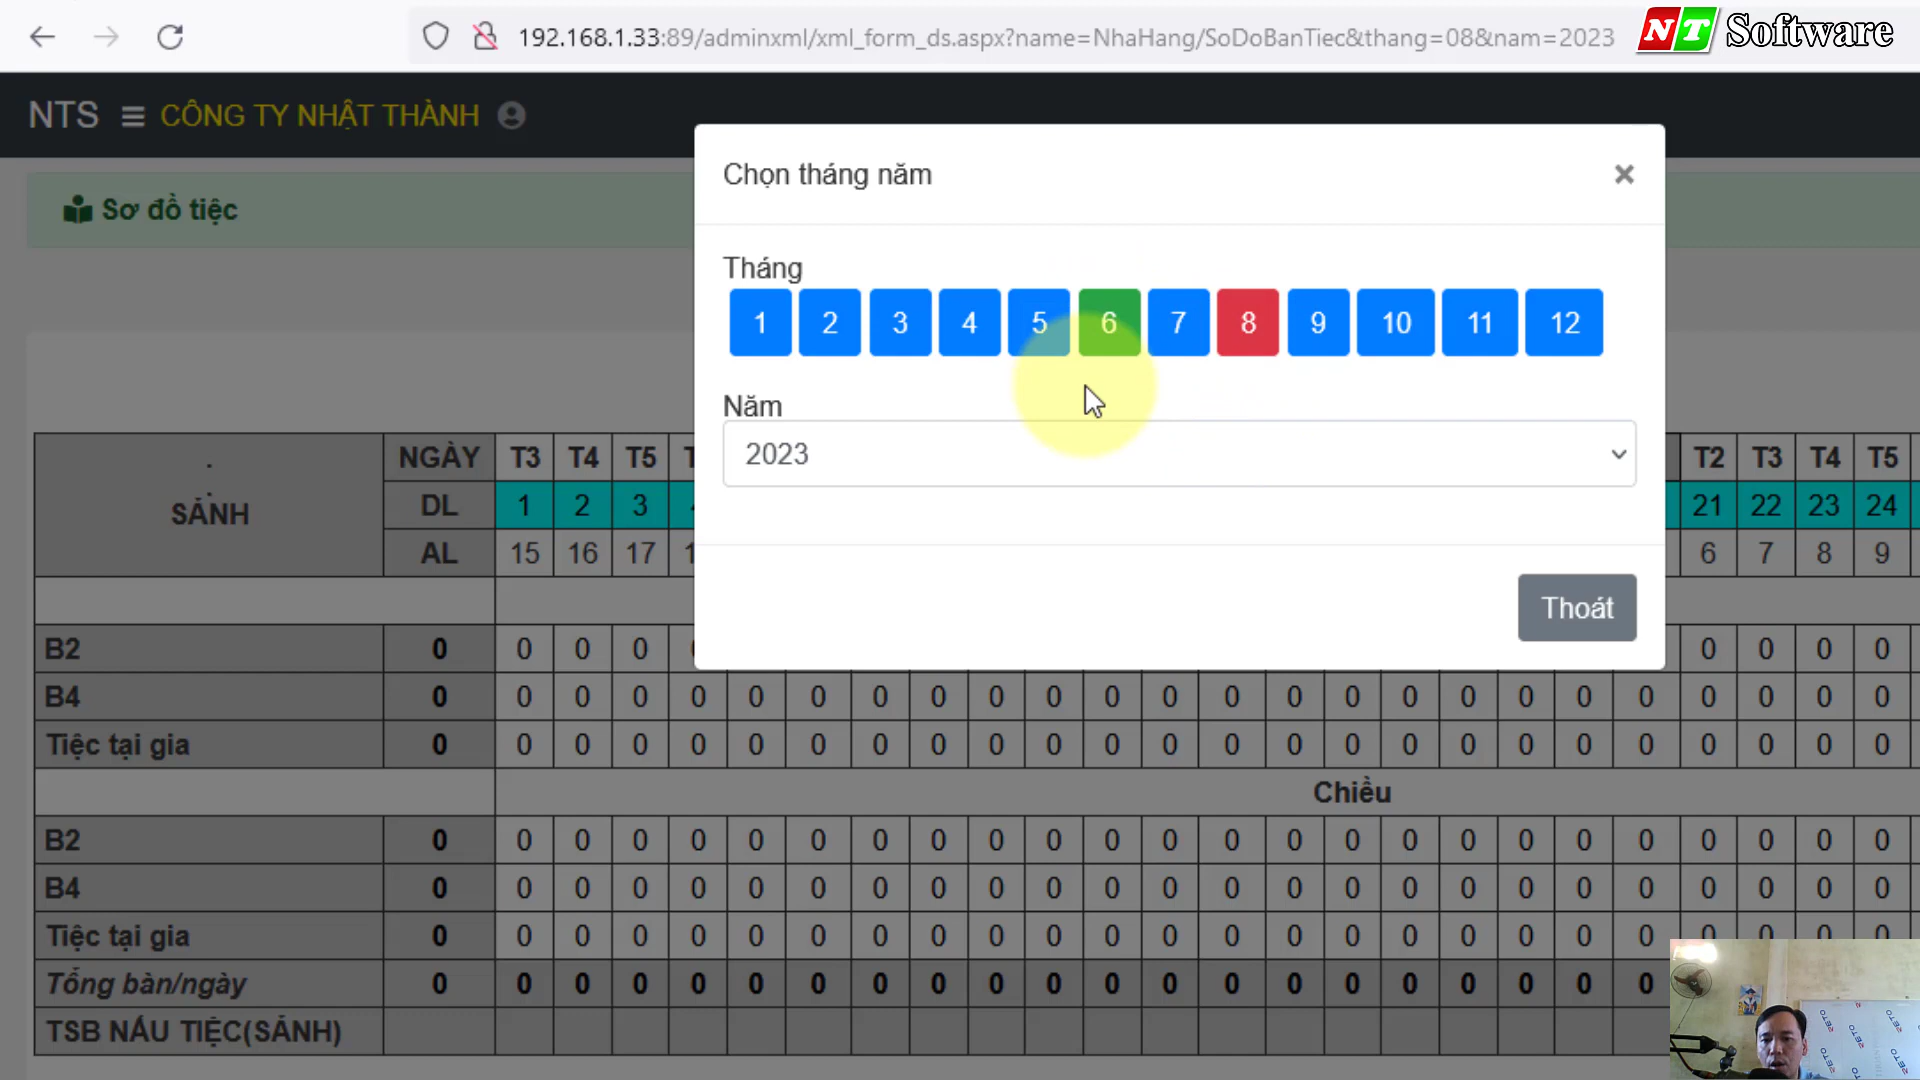 192.168.1.33:89/adminxml/xml_form_ds.aspx?name=NhaHang/SoDoBanTiec&thang=08&nam=2023
NT Software
NTS CÔNG TY NHẬT THÀNH
Sơ đồ tiệc
Chọn tháng năm ×
Tháng
1 2 3 4 5 6 7 8 9 10 11 12
Năm
2023
Thoát
. NGÀY T3 T4 T5 T2 T3 T4 T5
SẢNH DL 1 2 3 21 22 23 24
AL 15 16 17 6 7 8 9
B2 0 0 0 0 0 0 0 0
B4 0 0 0 0 0 0 0 0 0 0 0 0 0 0 0 0 0 0 0 0 0 0 0 0 0
Tiệc tại gia 0 0 0 0 0 0 0 0 0 0 0 0 0 0 0 0 0 0 0 0 0 0 0 0 0
Chiều
B2 0 0 0 0 0 0 0 0 0 0 0 0 0 0 0 0 0 0 0 0 0 0 0 0 0
B4 0 0 0 0 0 0 0 0 0 0 0 0 0 0 0 0 0 0 0 0 0 0 0 0 0
Tiệc tại gia 0 0 0 0 0 0 0 0 0 0 0 0 0 0 0 0 0 0 0 0 0 0 0 0 0
Tổng bàn/ngày 0 0 0 0 0 0 0 0 0 0 0 0 0 0 0 0 0 0 0 0 0
TSB NẤU TIỆC(SẢNH)
ZETO ZETO ZETO
ZETO ZETO ZETO